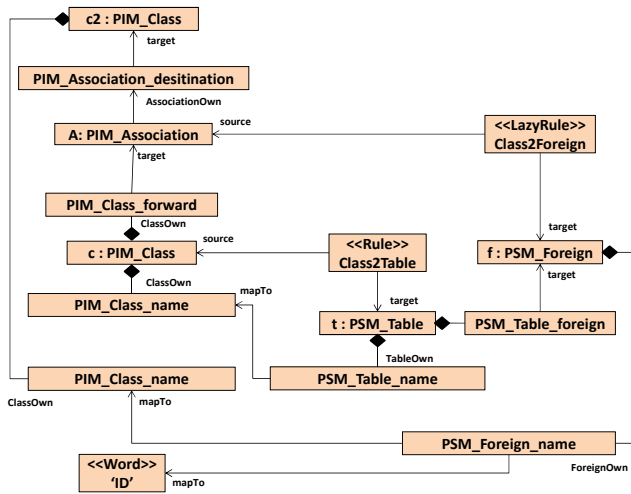 c2 : PIM_Class
target
PIM_Association_desitination
AssociationOwn
A: PIM_Association
source
<<LazyRule>>
Class2Foreign
target
PIM_Class_forward
ClassOwn
c : PIM_Class
source
<<Rule>>
Class2Table
target
f : PSM_Foreign
ClassOwn
target
PIM_Class_name
mapTo
target
t : PSM_Table
PSM_Table_foreign
TableOwn
PIM_Class_name
PSM_Table_name
ClassOwn
mapTo
PSM_Foreign_name
<<Word>>
'ID'
mapTo
ForeignOwn